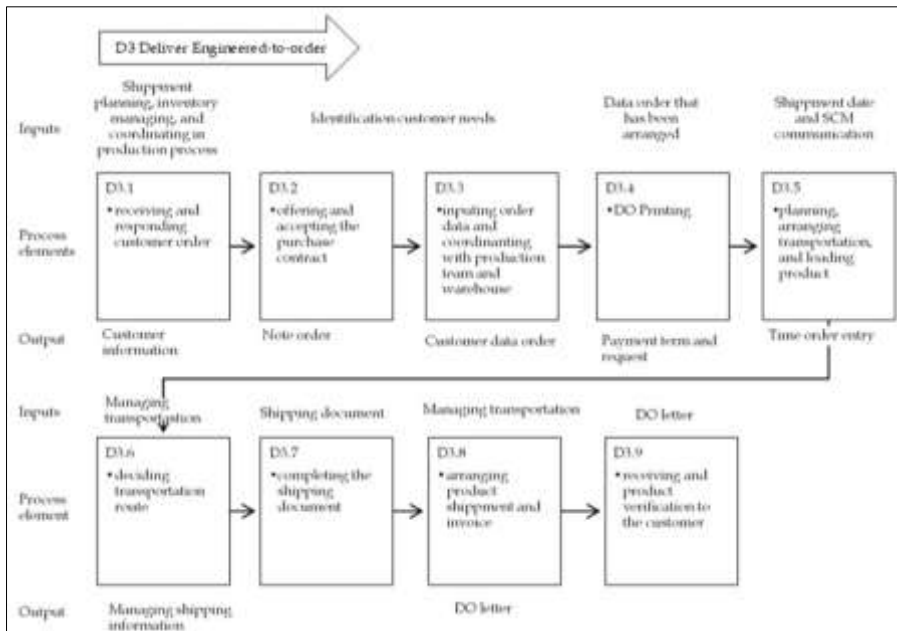 D3 Deliver Engineered-to-order
Inputs
Shippment
planning, inventory
managing, and
coordinating in
production process
Identification customer needs
Data order that
has been
arranged
Shippment date
and SCM
communication
Process
elements
D3.1
•receiving and
responding
customer order
D3.2
•offering and
accepting the
purchase
contract
D3.3
•inputing order
data and
coordinanting
with production
team and
warehouse
D3.4
•DO Printing
D3.5
•planning,
arranging
transportation,
and loading
product
Output
Customer
information
Note order
Customer data order
Payment term and
request
Time order entry
Inputs
Managing
transportastion
Shipping document
Managing transportation
DO letter
Process
element
D3.6
•deciding
transportation
route
D3.7
•completing the
shipping
document
D3.8
•arranging
product
shippment and
invoice
D3.9
•receiving and
product
verification to
the customer
Output
Managing shipping
information
DO letter